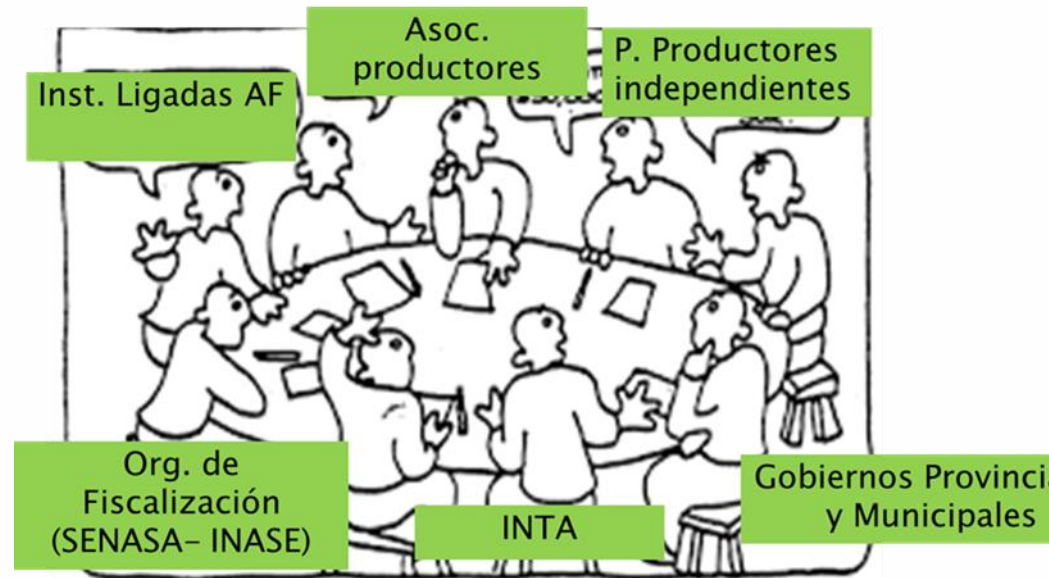 Asoc.
productores
P. Productores
independientes
Inst. Ligadas AF
Org. de
Fiscalización
(SENASA- INASE)
INTA
Gobiernos Provincia
y Municipales